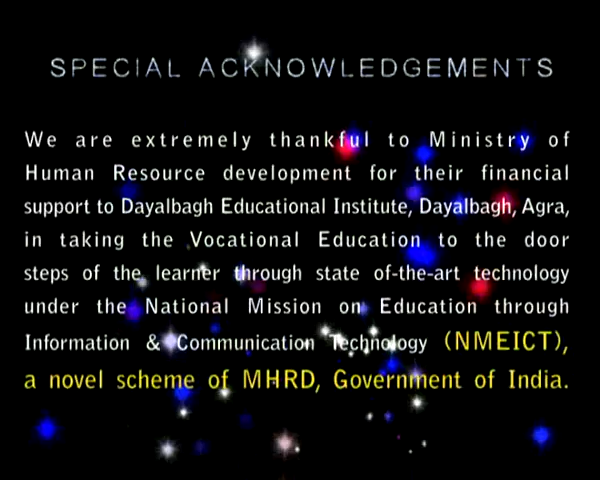 SPECIAL ACKNOWLEDGEMENTS
We are extremely thankful to Ministry of
Human Resource development for their financial
support to Dayalbagh Educational Institute, Dayalbagh, Agra,
in taking the Vocational Education to the door
steps of the learner through state of-the-art technology
under the National Mission on Education through
Information & Communication Technology (NMEICT),
a novel scheme of MHRD, Government of India.